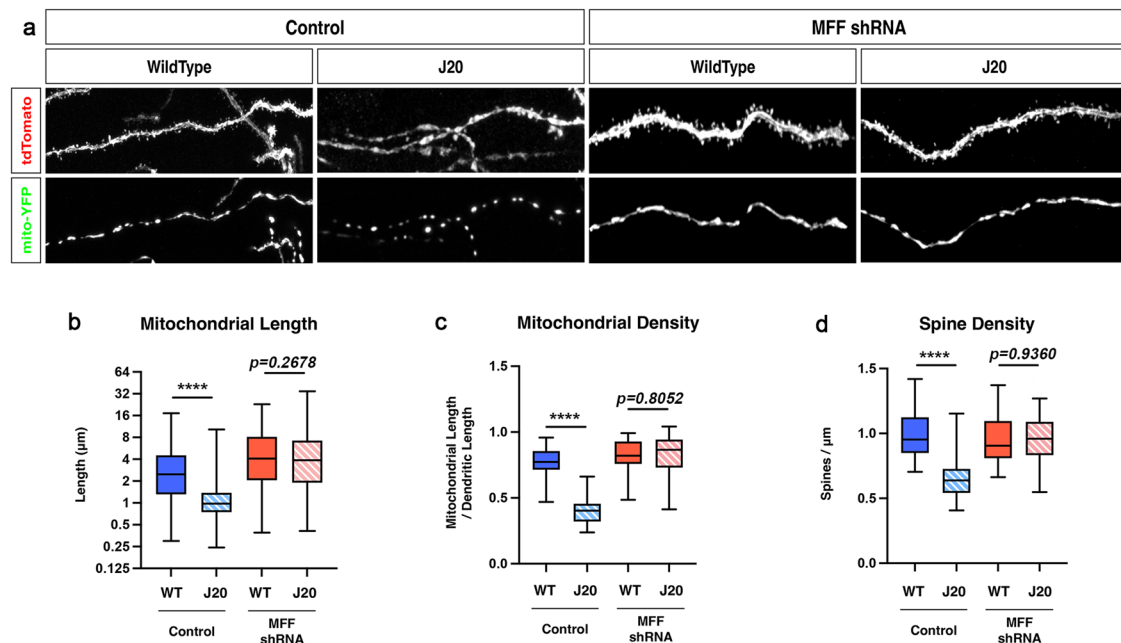 a
Control
MFF shRNA
WildType
J20
WildType
J20
tdTomato
mito-YFP
b
Mitochondrial Length
Length (µm)
64
32
16
8
4
2
1
0.5
0.25
0.125
****
p=0.2678
WT J20 WT J20
Control
MFF
shRNA
c
Mitochondrial Density
Mitochondrial Length
/ Dendritic Length
1.5
1.0
0.5
0.0
****
p=0.8052
WT J20 WT J20
Control
MFF
shRNA
d
Spine Density
Spines / µm
1.5
1.0
0.5
0.0
****
p=0.9360
WT J20 WT J20
Control
MFF
shRNA